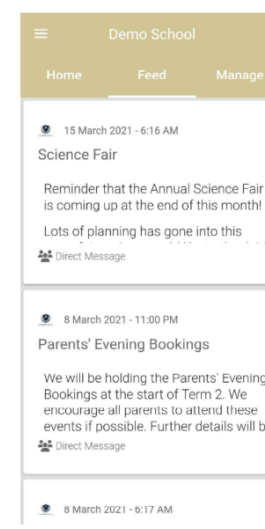 Demo School
Home Feed Manage
15 March 2021 - 6:16 AM
Science Fair
Reminder that the Annual Science Fair
is coming up at the end of this month!
Lots of planning has gone into this
Direct Message
8 March 2021 - 11:00 PM
Parents' Evening Bookings
We will be holding the Parents' Evening
Bookings at the start of Term 2. We
encourage all parents to attend these
events if possible. Further details will b
Direct Message
8 March 2021 - 6:17 AM